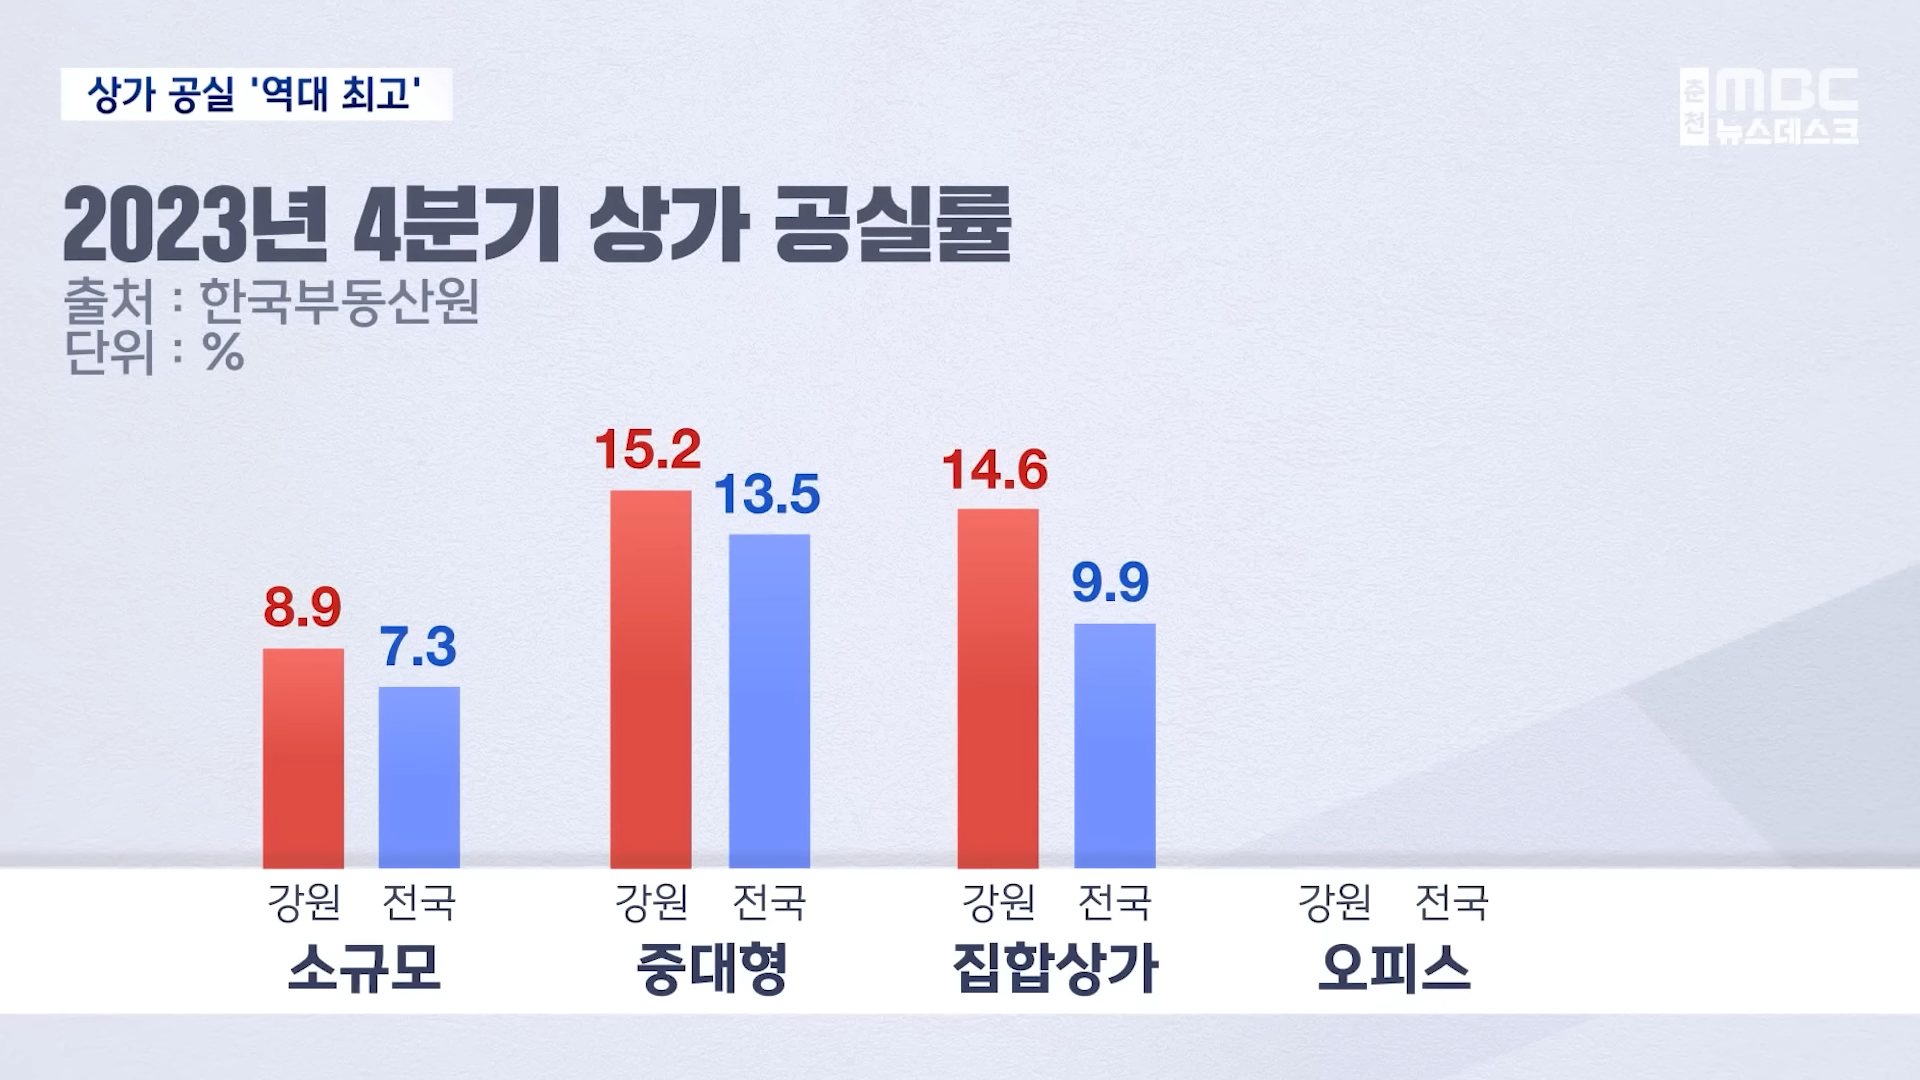 상가 공실 '역대 최고'
춘천 MBC
뉴스데스크
2023년 4분기 상가 공실률
출처 : 한국부동산원
단위 : %
8.9 7.3 15.2 13.5 14.6 9.9
강원 전국 강원 전국 강원 전국 강원 전국
소규모 중대형 집합상가 오피스